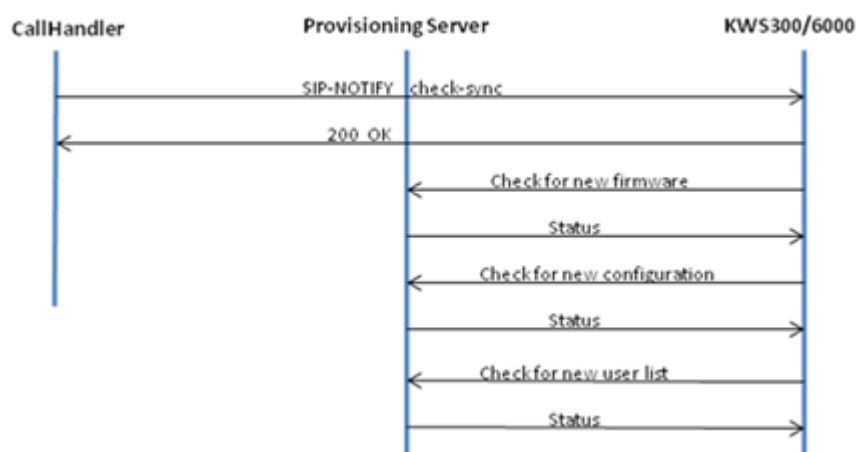 CallHandler Provisioning Server KWS300/6000
SIP-NOTIFY check-sync
200 OK
Check for new firmware
Status
Check for new configuration
Status
Check for new user list
Status